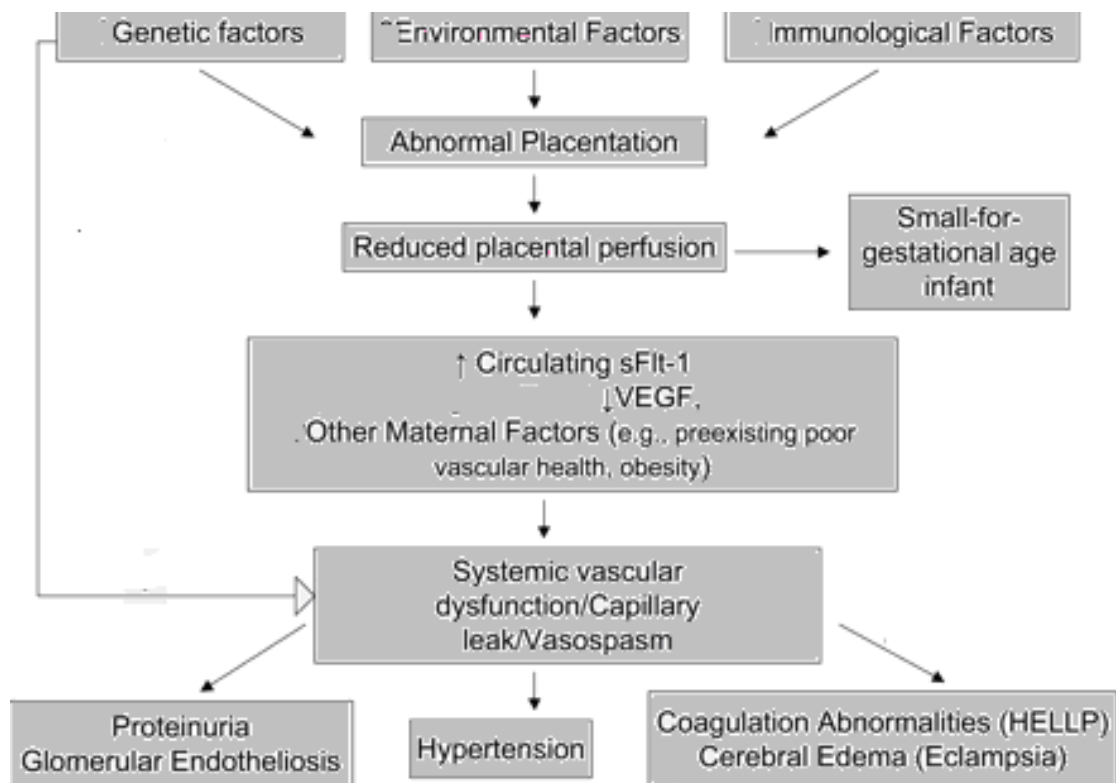 Genetic factors
Environmental Factors
Immunological Factors
Abnormal Placentation
Reduced placental perfusion
Small-for-
gestational age
infant
↑ Circulating sFlt-1
↓VEGF,
Other Maternal Factors (e.g., preexisting poor
vascular health, obesity)
Systemic vascular
dysfunction/Capillary
leak/Vasospasm
Proteinuria
Glomerular Endotheliosis
Hypertension
Coagulation Abnormalities (HELLP)
Cerebral Edema (Eclampsia)